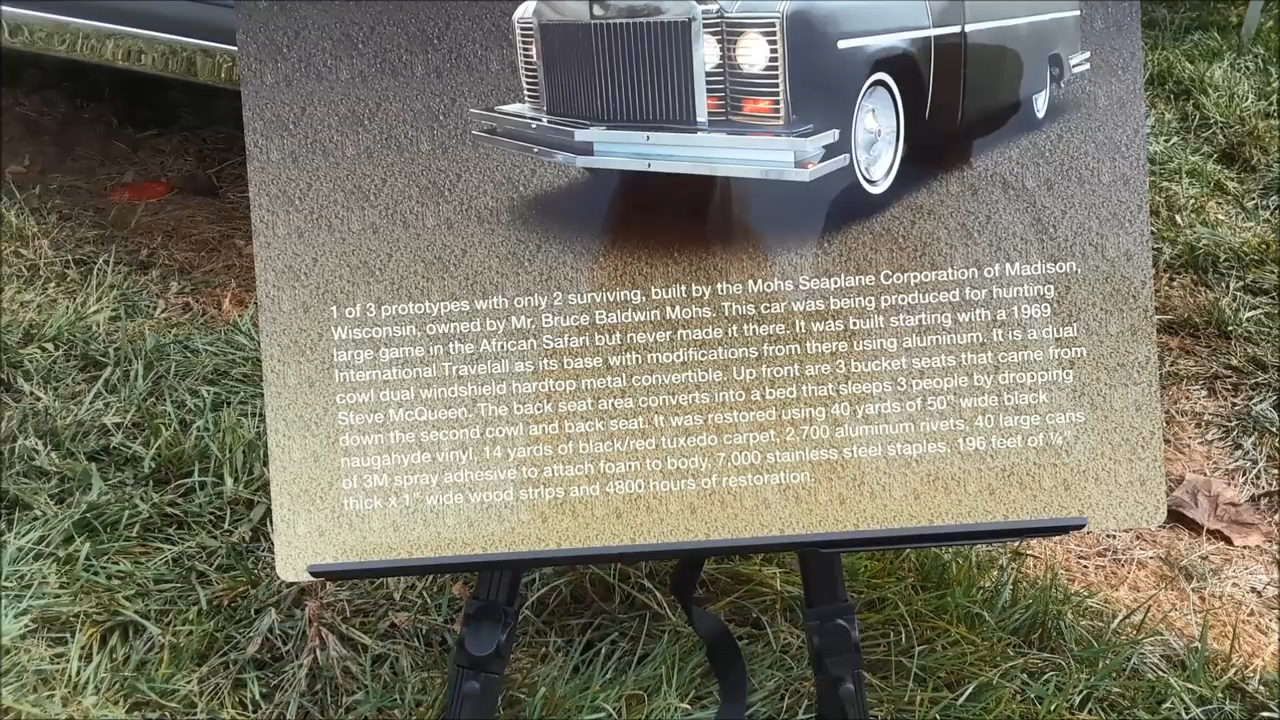 1 of 3 prototypes with only 2 surviving, built by the Mohs Seaplane Corporation of Madison,
Wisconsin, owned by Mr. Bruce Baldwin Mohs. This car was being produced for hunting
large game in the African Safari but never made it there. It was built starting with a 1969
International Travelall as its base with modifications from there using aluminum. It is a dual
cowl dual windshield hardtop metal convertible. Up front are 3 bucket seats that came from
Steve McQueen. The back seat area converts into a bed that sleeps 3 people by dropping
down the second cowl and back seat. It was restored using 40 yards of 50" wide black
naugahyde vinyl, 14 yards of black/red tuxedo carpet, 2,700 aluminum rivets, 40 large cans
of 3M spray adhesive to attach foam to body, 7,000 stainless steel staples, 196 feet of ¼"
thick x 1" wide wood strips and 4800 hours of restoration.